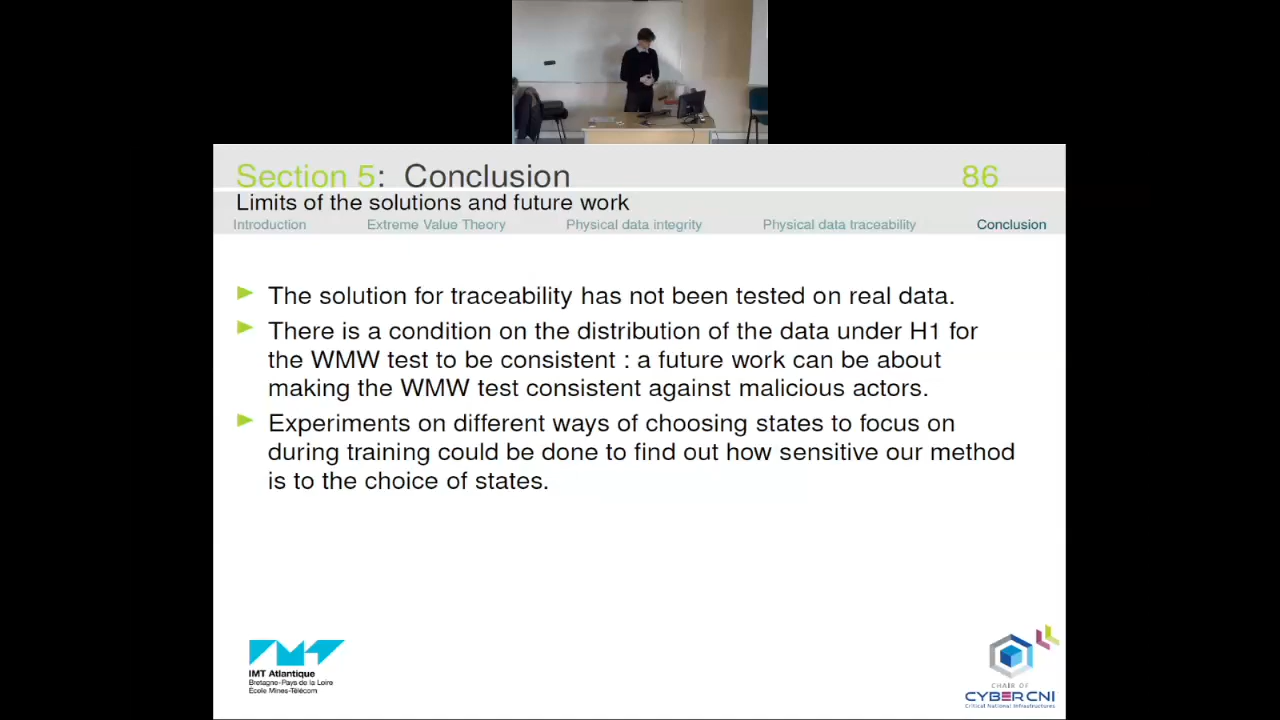 Section 5: Conclusion 86
Limits of the solutions and future work
Introduction Extreme Value Theory Physical data integrity Physical data traceability Conclusion
The solution for traceability has not been tested on real data.
There is a condition on the distribution of the data under H1 for
the WMW test to be consistent : a future work can be about
making the WMW test consistent against malicious actors.
Experiments on different ways of choosing states to focus on
during training could be done to find out how sensitive our method
is to the choice of states.
IMT Atlantique
Bretagne-Pays de la Loire
École Mines-Télécom
CHAIR OF
CYBERCNI
Critical National Infrastructures